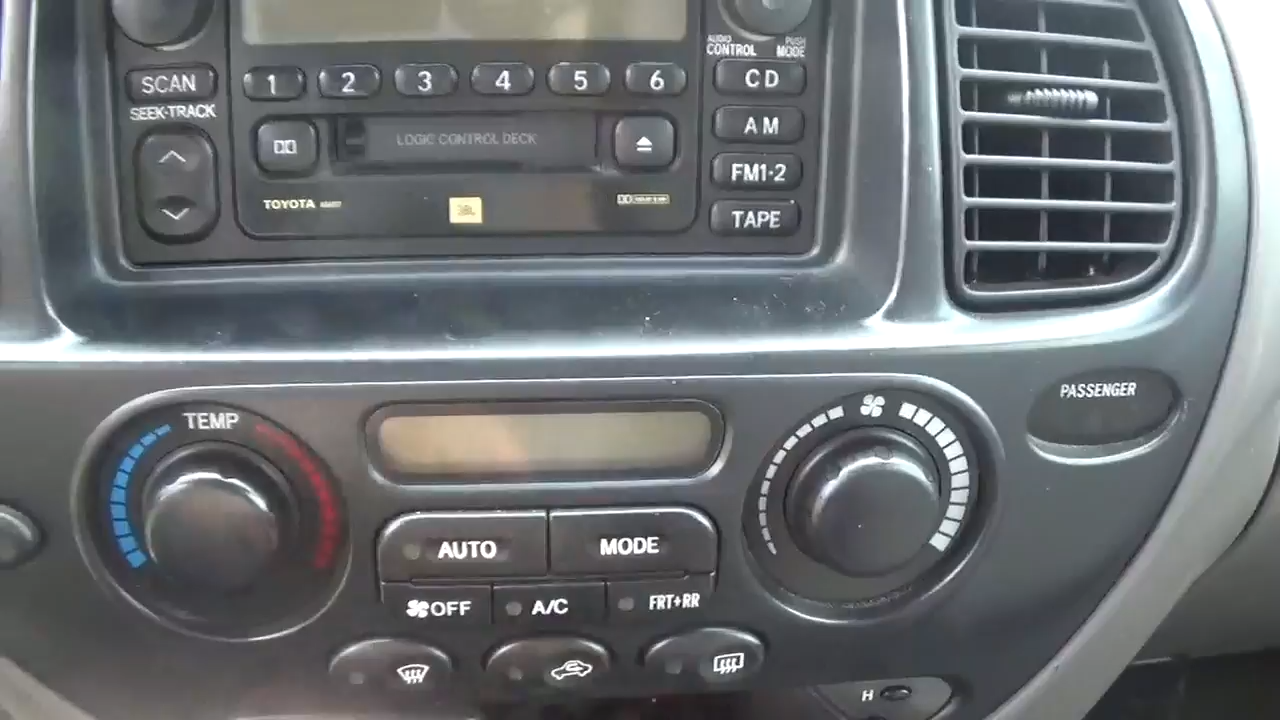 AUDIO CONTROL
PUSH MODE
SCAN
1 2 3 4 5 6
CD
SEEK·TRACK
AM
LOGIC CONTROL DECK
FM1·2
TOYOTA
JBL
TAPE
PASSENGER
TEMP
AUTO
MODE
OFF
A/C
FRT+RR
H